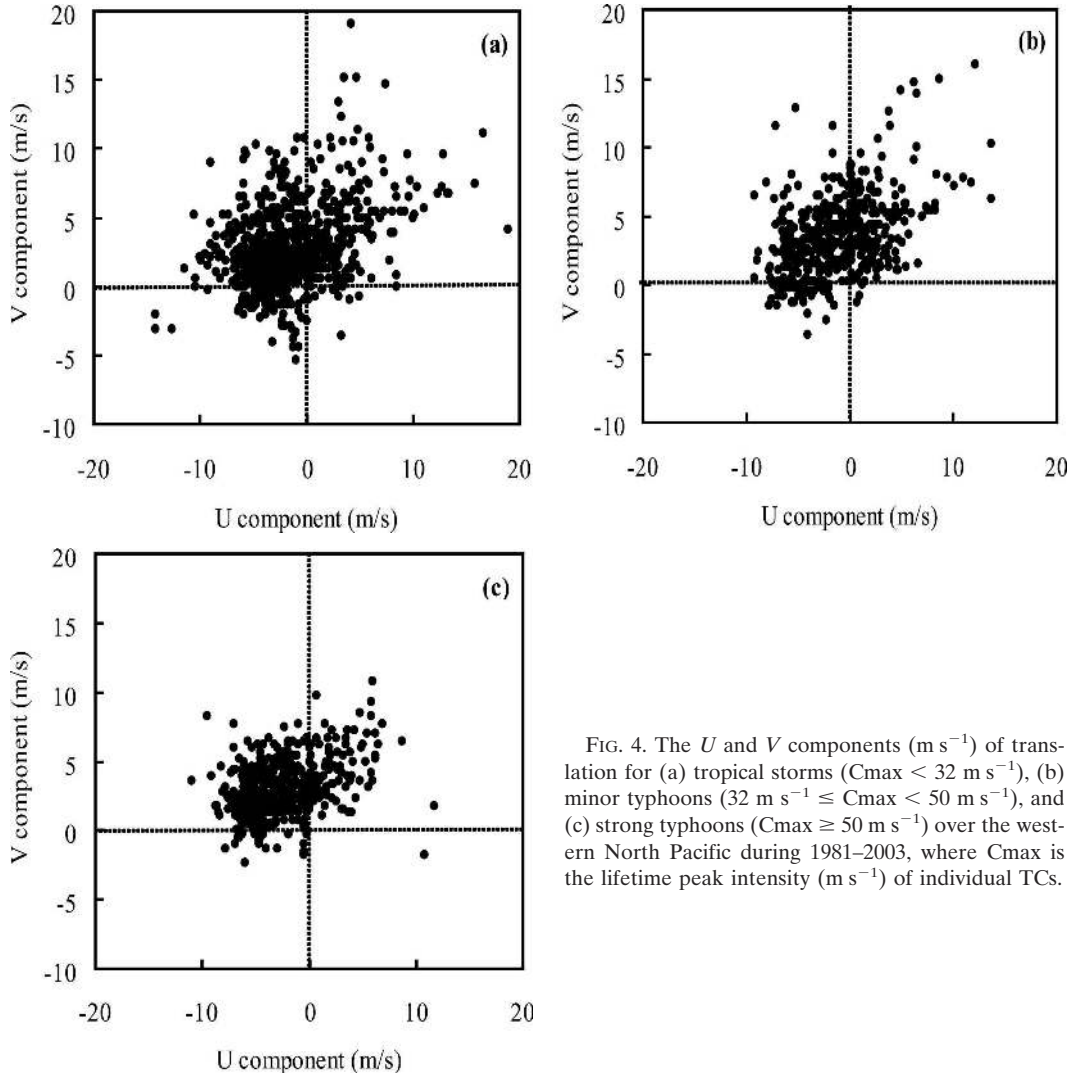 20
15
10
5
0
-5
-10
V component (m/s)
(a)
-20 -10 0 10 20
U component (m/s)
20
15
10
5
0
-5
-10
V component (m/s)
(b)
-20 -10 0 10 20
U component (m/s)
20
15
10
5
0
-5
-10
V component (m/s)
(c)
-20 -10 0 10 20
U component (m/s)
FIG. 4. The U and V components (m s⁻¹) of trans-
lation for (a) tropical storms (Cmax < 32 m s⁻¹), (b)
minor typhoons (32 m s⁻¹ ≤ Cmax < 50 m s⁻¹), and
(c) strong typhoons (Cmax ≥ 50 m s⁻¹) over the west-
ern North Pacific during 1981–2003, where Cmax is
the lifetime peak intensity (m s⁻¹) of individual TCs.